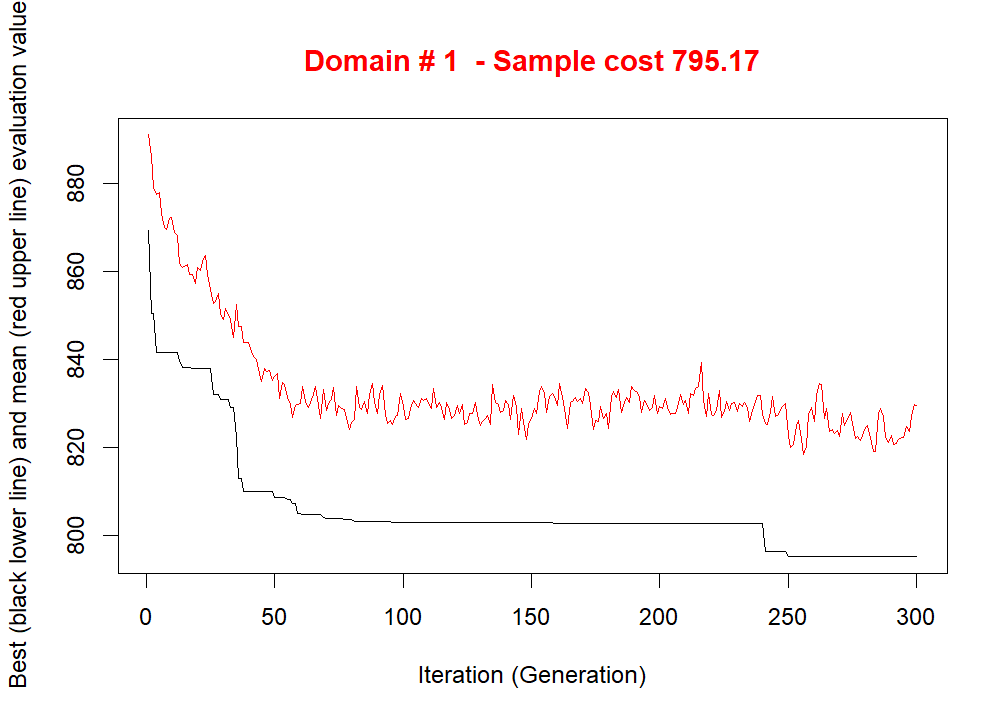 Domain # 1  - Sample cost 795.17
Best (black lower line) and mean (red upper line) evaluation value
880
860
840
820
800
0 50 100 150 200 250 300
Iteration (Generation)